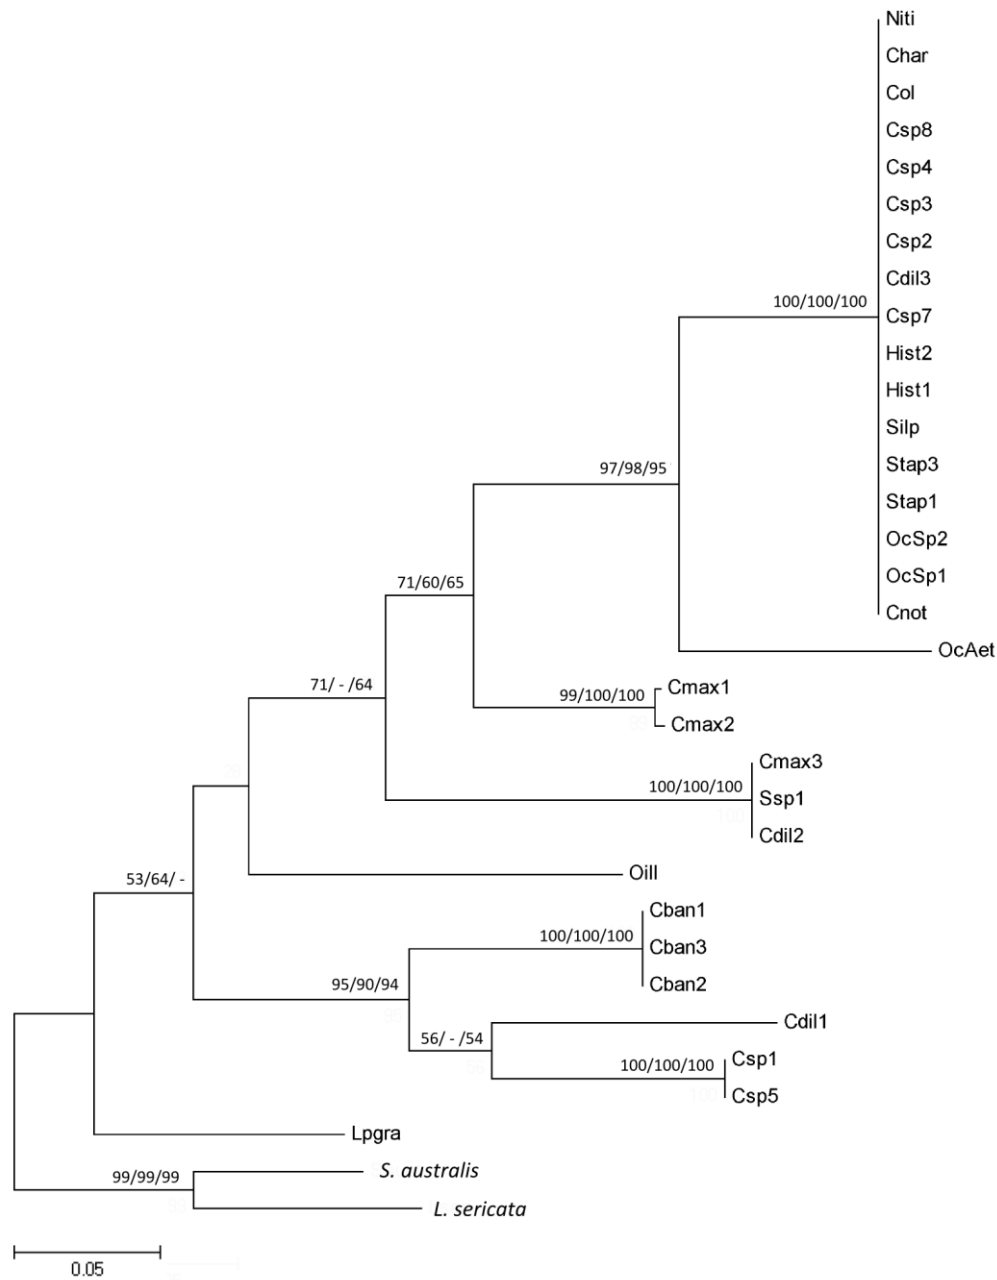 Niti
Char
Col
Csp8
Csp4
Csp3
Csp2
Cdil3
100/100/100
Csp7
Hist2
Hist1
Silp
97/98/95
Stap3
Stap1
OcSp2
71/60/65
OcSp1
Cnot
OcAet
71/ - /64
99/100/100
Cmax1
Cmax2
Cmax3
100/100/100
Ssp1
Cdil2
53/64/ -
Oill
Cban1
100/100/100
Cban3
95/90/94
Cban2
Cdil1
56/ - /54
100/100/100
Csp1
Csp5
Lpgra
99/99/99
S. australis
L. sericata
0.05